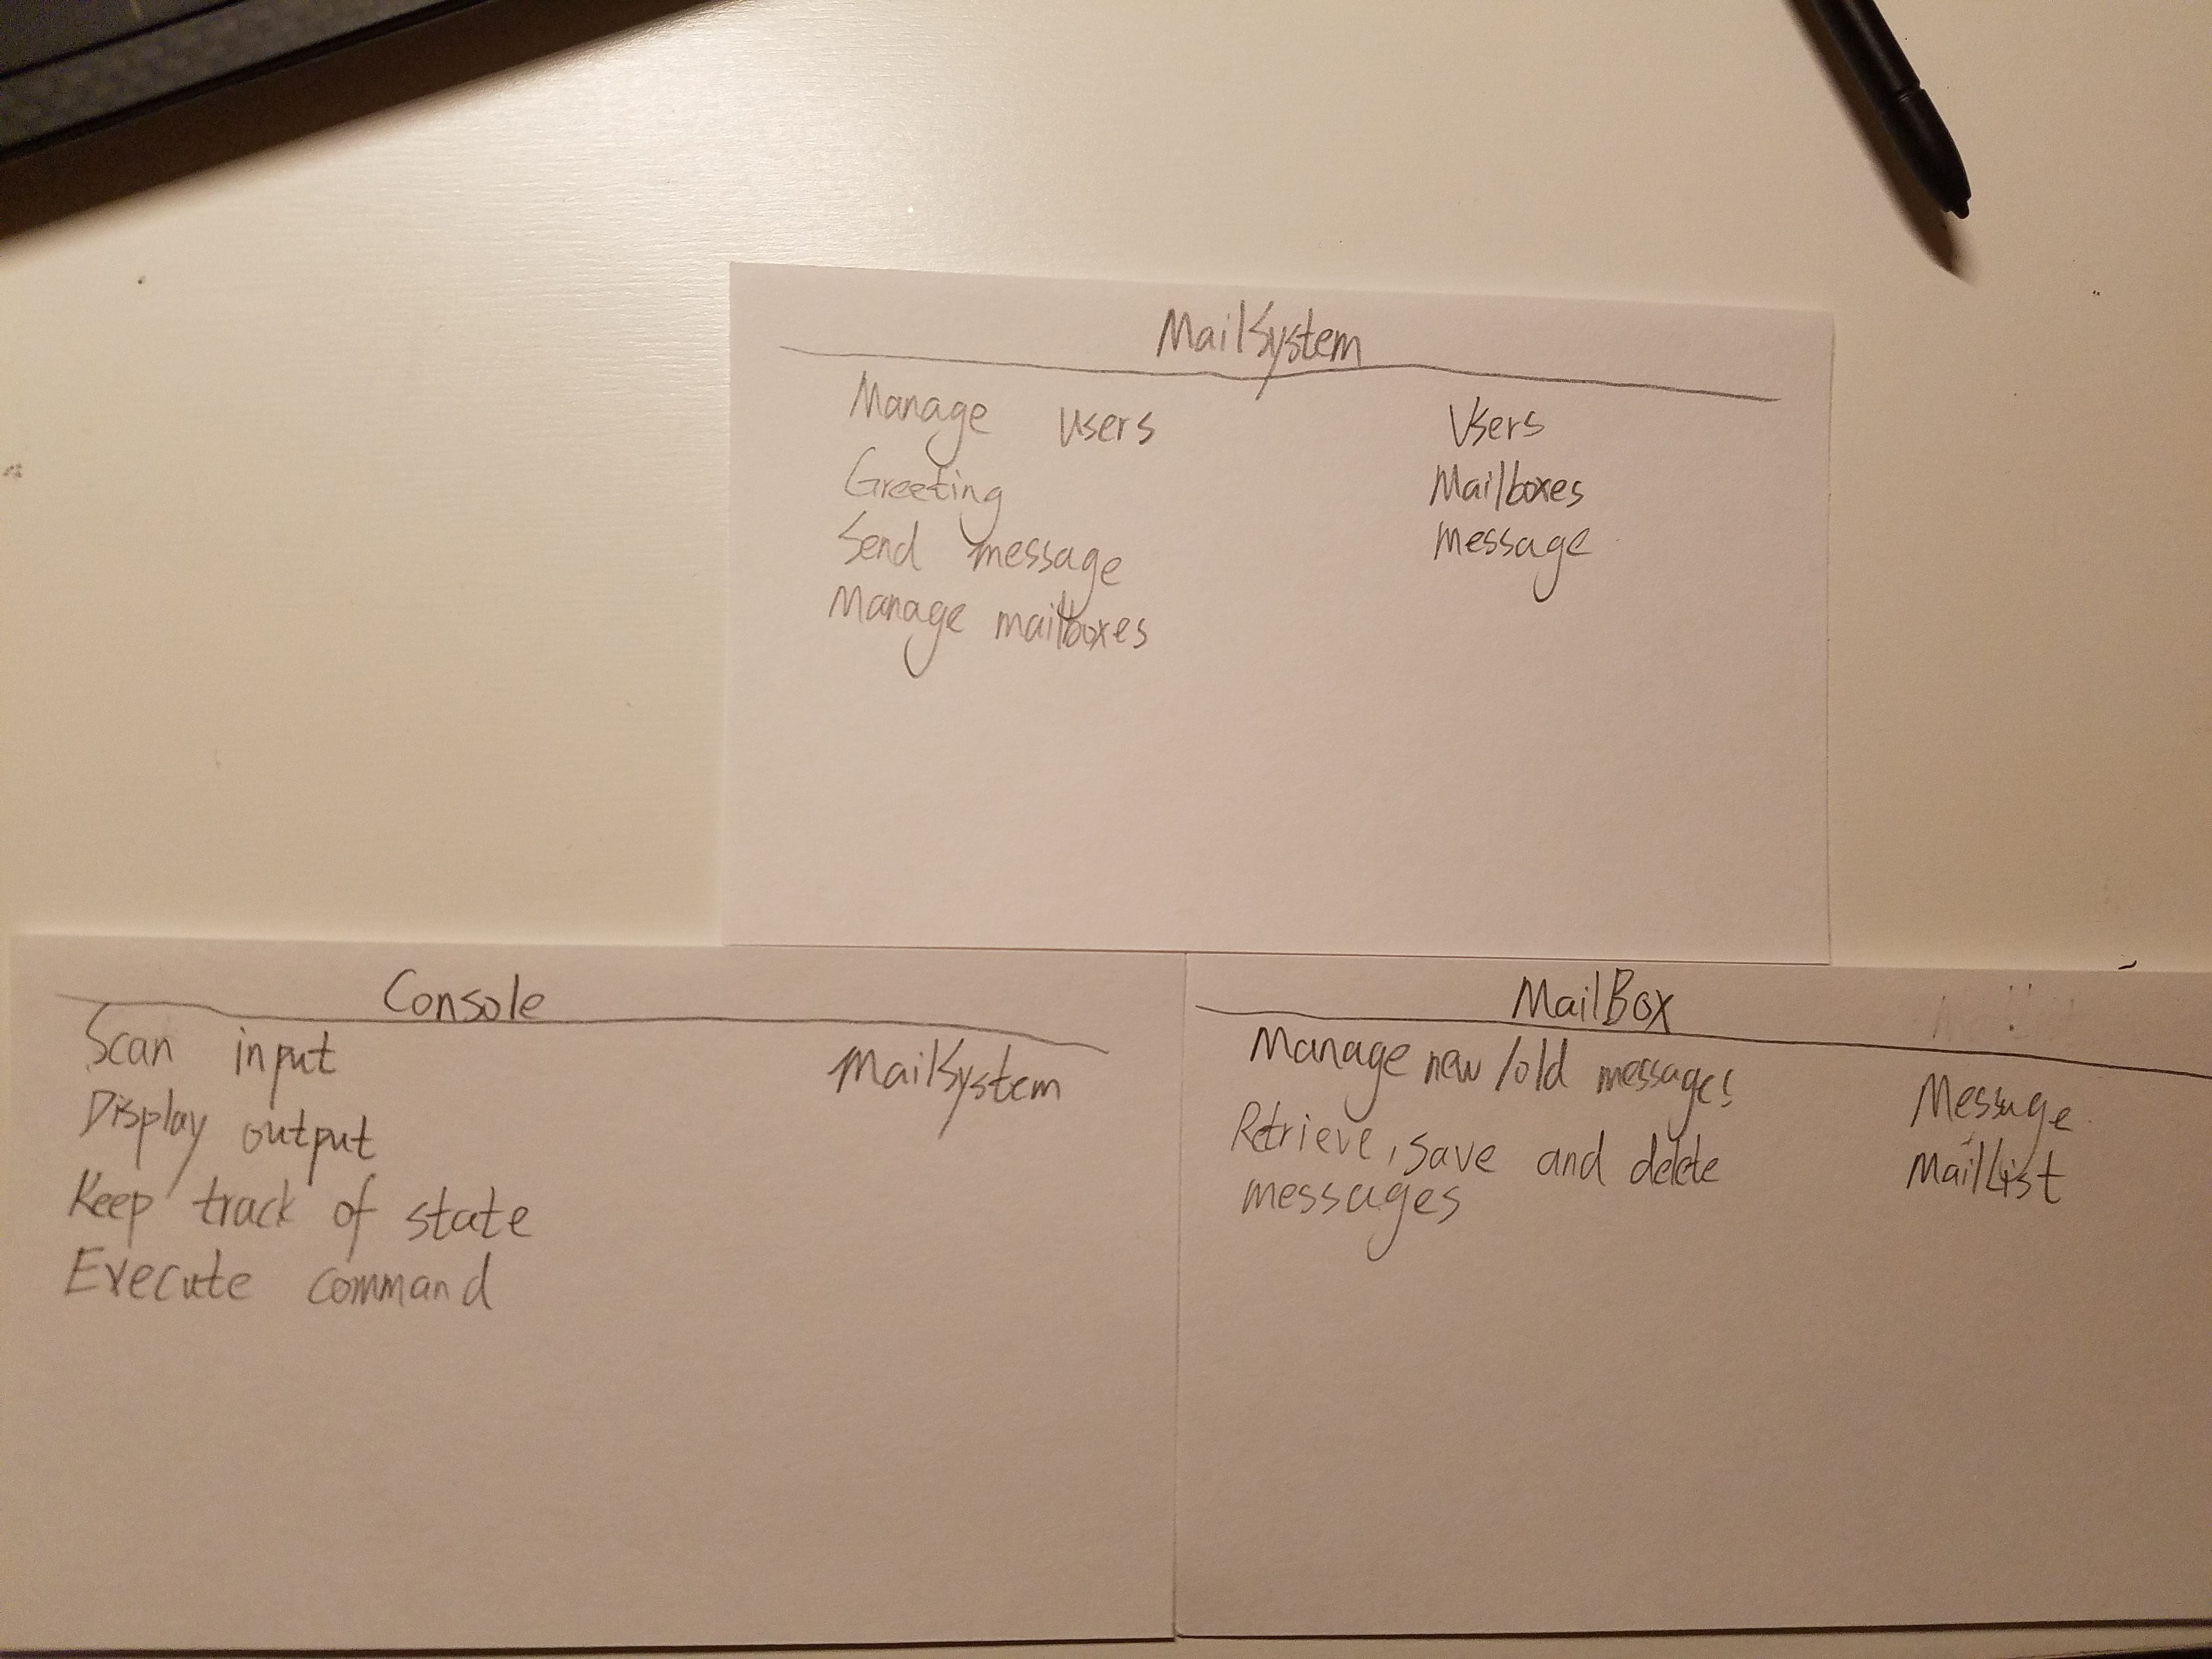 MailSystem
Manage users
Greeting
Send message
Manage mailboxes
Users
Mailboxes
Message
Console
Scan input
Display output
Keep track of state
Execute command
MailSystem
MailBox
Manage new/old messages
Retrieve, save and delete
messages
Message
MailList